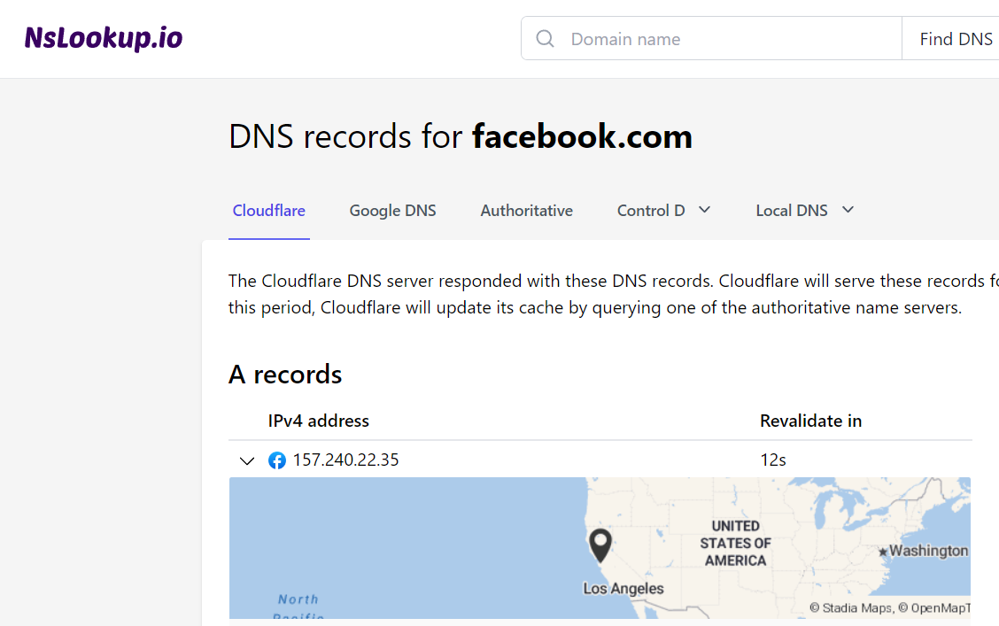 NsLookup.io
Domain name
Find DNS
DNS records for facebook.com
Cloudflare Google DNS Authoritative Control D Local DNS
The Cloudflare DNS server responded with these DNS records. Cloudflare will serve these records
this period, Cloudflare will update its cache by querying one of the authoritative name servers.
A records
IPv4 address Revalidate in
157.240.22.35 12s
UNITED
STATES OF
AMERICA
Washington
Los Angeles
North
Pacific
© Stadia Maps, © OpenMapT